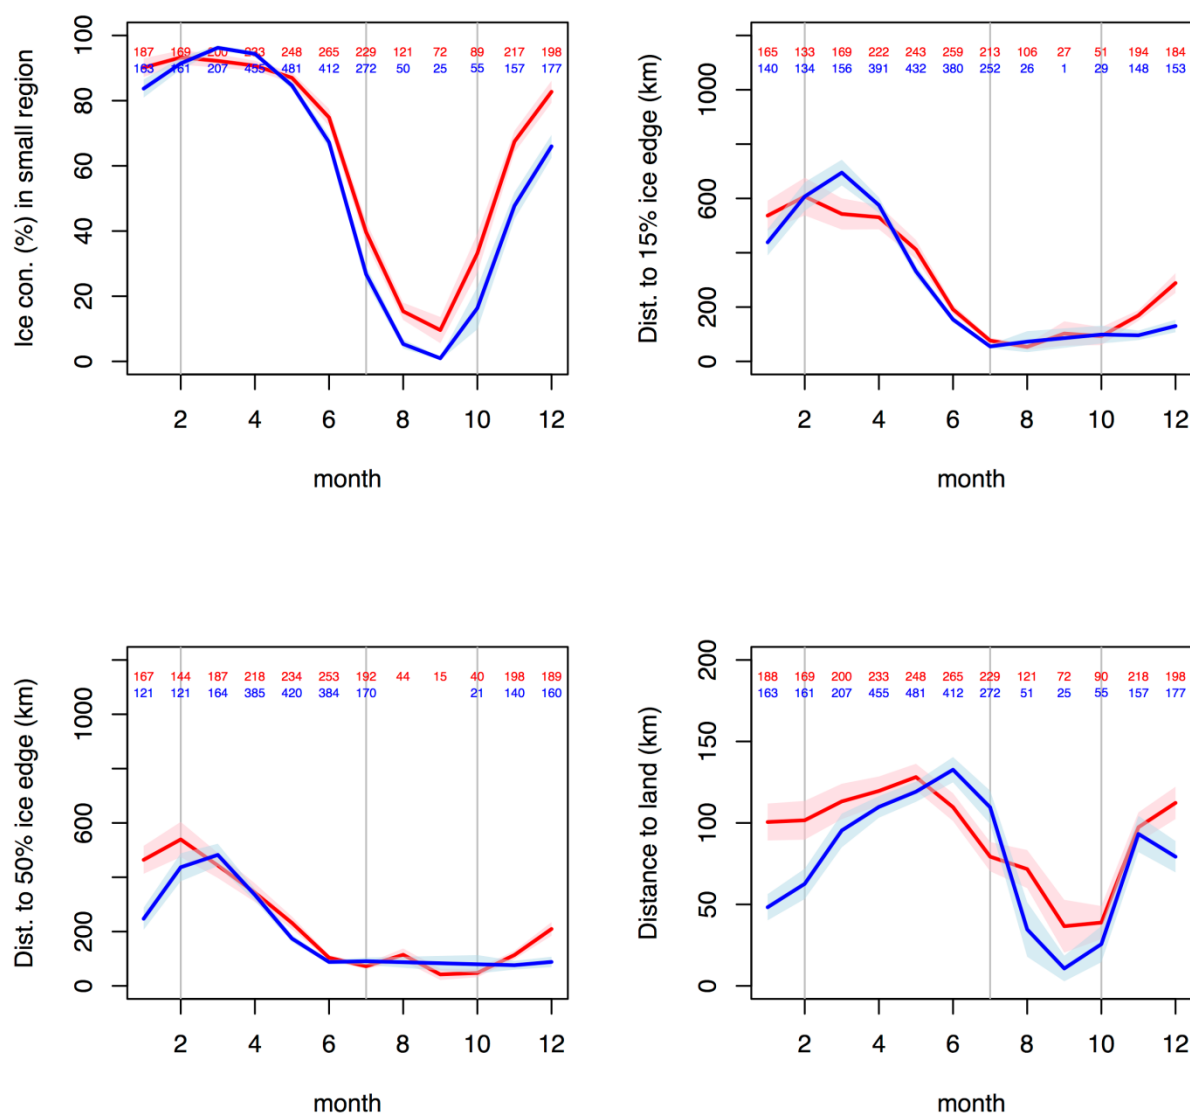 Ice con. (%) in small region
100
80
60
40
20
0
187 169 200 233 248 265 229 121 72 89 217 198
163 161 207 455 481 412 272 50 25 55 157 177
2 4 6 8 10 12
month
Dist. to 15% ice edge (km)
1000
600
200
0
165 133 169 222 243 259 213 106 27 51 194 184
140 134 156 391 432 380 252 26 1 29 148 153
2 4 6 8 10 12
month
Dist. to 50% ice edge (km)
1000
600
200
0
167 144 187 218 234 253 192 44 15 40 198 189
121 121 164 385 420 384 170 21 140 160
2 4 6 8 10 12
month
Distance to land (km)
200
150
100
50
0
188 169 200 233 248 265 229 121 72 90 218 198
163 161 207 455 481 412 272 51 25 55 157 177
2 4 6 8 10 12
month